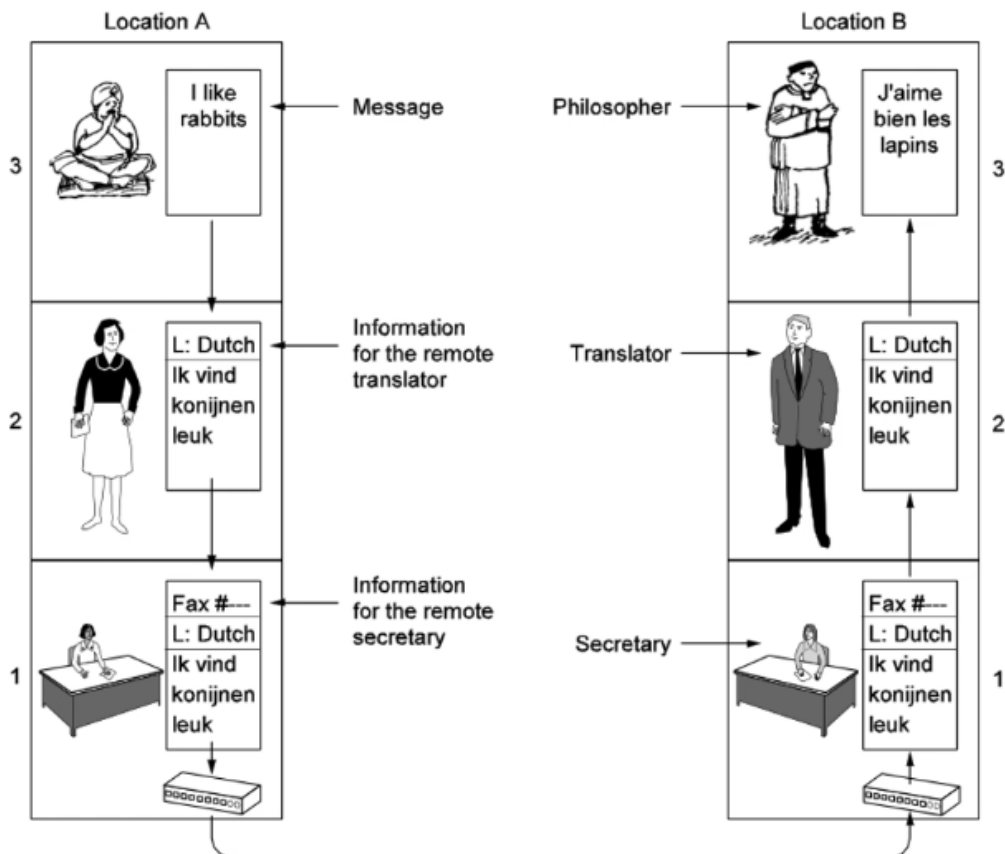 Location A
Location B
I like
rabbits
Message
Philosopher
J'aime
bien les
lapins
3
3
L: Dutch
Ik vind
konijnen
leuk
Information
for the remote
translator
Translator
L: Dutch
Ik vind
konijnen
leuk
2
2
Fax #---
L: Dutch
Ik vind
konijnen
leuk
Information
for the remote
secretary
Secretary
Fax #---
L: Dutch
Ik vind
konijnen
leuk
1
1